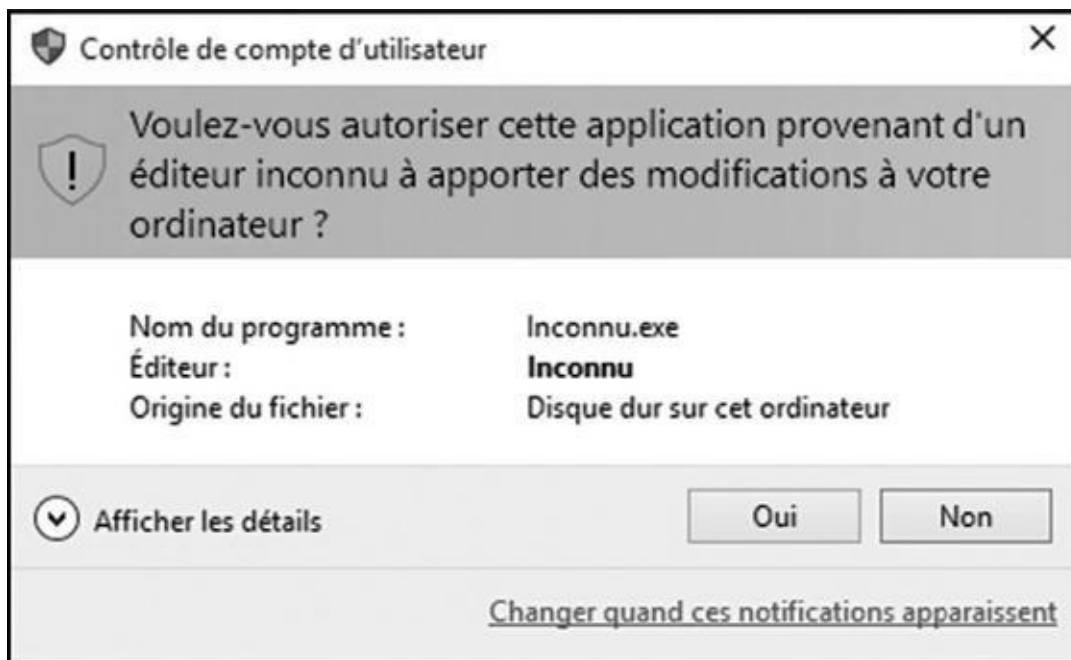 Contrôle de compte d'utilisateur
Voulez-vous autoriser cette application provenant d'un
éditeur inconnu à apporter des modifications à votre
ordinateur ?
Nom du programme : Inconnu.exe
Éditeur : Inconnu
Origine du fichier : Disque dur sur cet ordinateur
Afficher les détails Oui Non
Changer quand ces notifications apparaissent